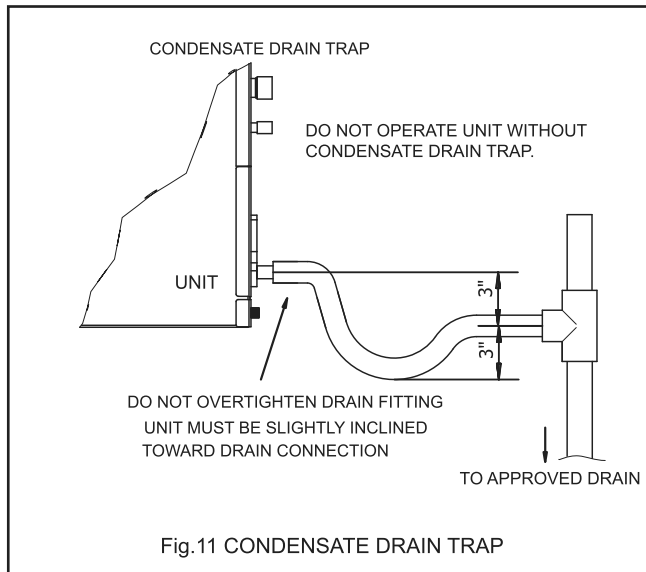 CONDENSATE DRAIN TRAP
DO NOT OPERATE UNIT WITHOUT
CONDENSATE DRAIN TRAP.
UNIT
3"
3"
DO NOT OVERTIGHTEN DRAIN FITTING
UNIT MUST BE SLIGHTLY INCLINED
TOWARD DRAIN CONNECTION
TO APPROVED DRAIN
Fig.11 CONDENSATE DRAIN TRAP